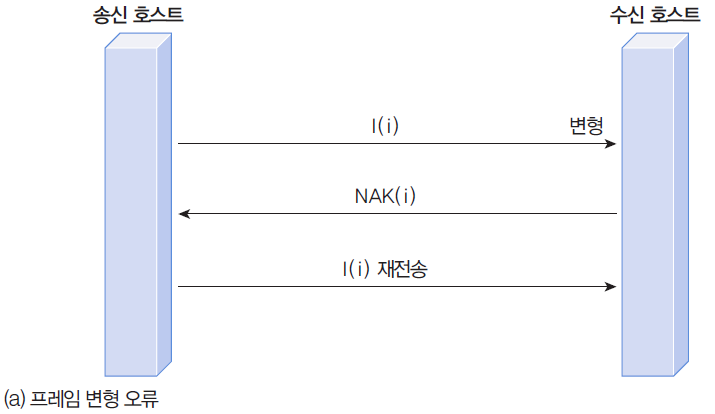 송신 호스트
수신 호스트
I(i)
변형
NAK(i)
I(i) 재전송
(a) 프레임 변형 오류